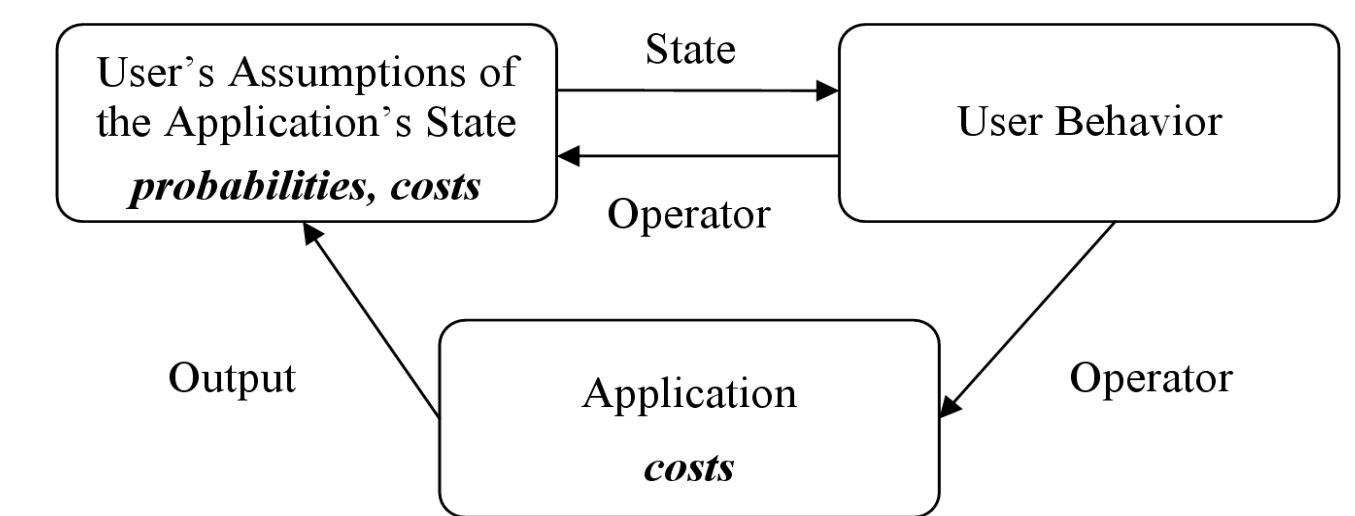 User’s Assumptions of
the Application’s State
probabilities, costs
State
User Behavior
Operator
Output
Application
costs
Operator